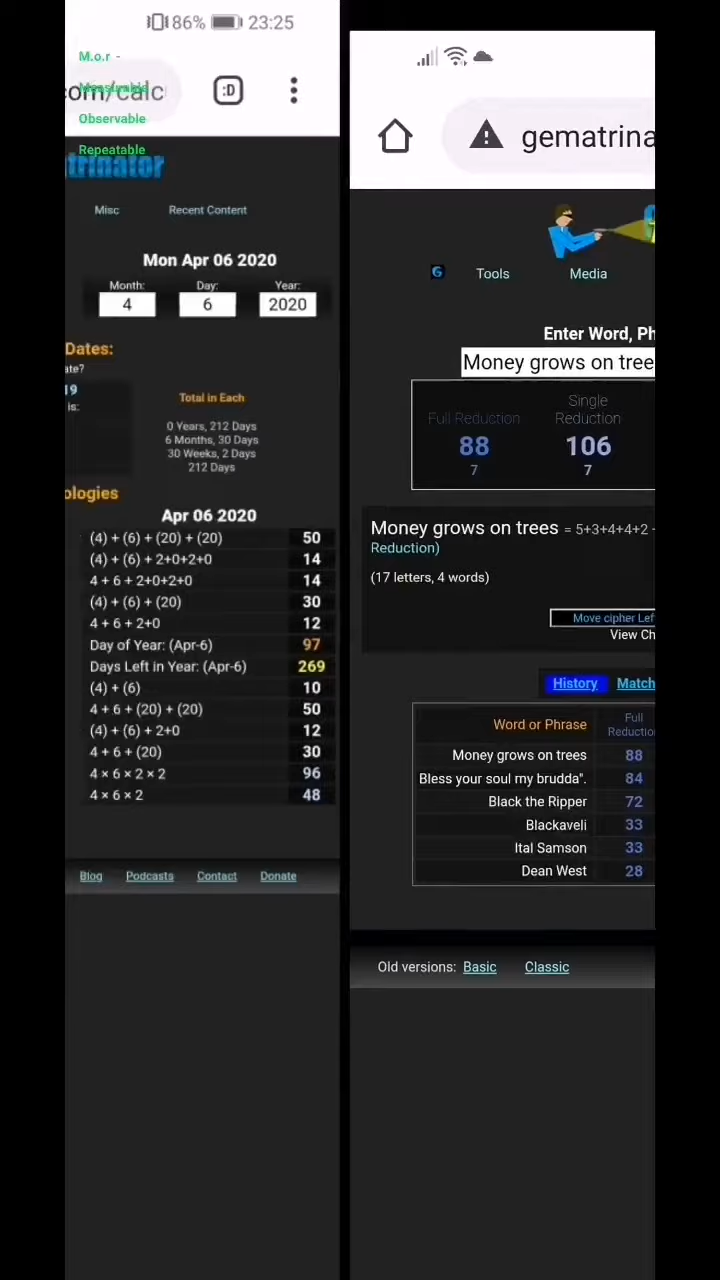 86% 23:25
M.o.r -
Measurable
com/calc
:D
Observable
Repeatable
trinator
Misc Recent Content
Mon Apr 06 2020
Month: Day: Year:
4 6 2020
Dates:
ate?
19
is:
Total in Each
0 Years, 212 Days
6 Months, 30 Days
30 Weeks, 2 Days
212 Days
ologies
Apr 06 2020
(4) + (6) + (20) + (20) 50
(4) + (6) + 2+0+2+0 14
4 + 6 + 2+0+2+0 14
(4) + (6) + (20) 30
4 + 6 + 2+0 12
Day of Year: (Apr-6) 97
Days Left in Year: (Apr-6) 269
(4) + (6) 10
4 + 6 + (20) + (20) 50
(4) + (6) + 2+0 12
4 + 6 + (20) 30
4 × 6 × 2 × 2 96
4 × 6 × 2 48
Blog Podcasts Contact Donate
gematrina
G Tools Media
Enter Word, Ph
Money grows on tree
Full Reduction Single Reduction
88 106
7 7
Money grows on trees = 5+3+4+4+2 -
Reduction)
(17 letters, 4 words)
Move cipher Lef
View Ch
History Match
Word or Phrase Full Reductio
Money grows on trees 88
Bless your soul my brudda". 84
Black the Ripper 72
Blackaveli 33
Ital Samson 33
Dean West 28
Old versions: Basic Classic